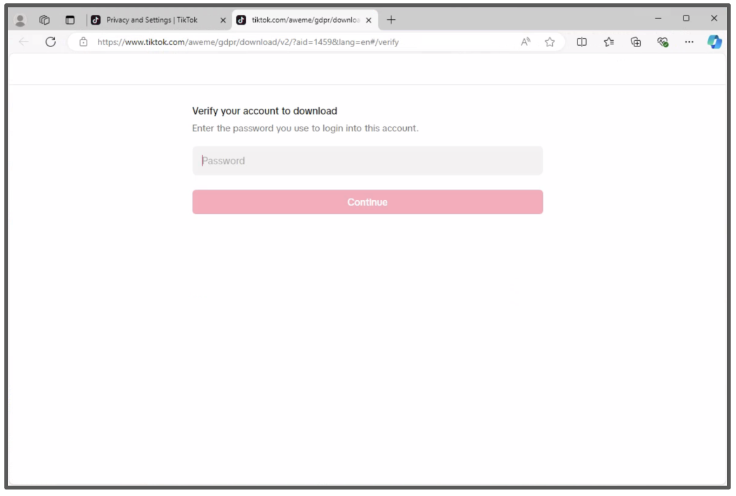 Privacy and Settings | TikTok
tiktok.com/aweme/gdpr/downloa
https://www.tiktok.com/aweme/gdpr/download/v2/?aid=1459&lang=en#/verify
Verify your account to download
Enter the password you use to login into this account.
Password
Continue